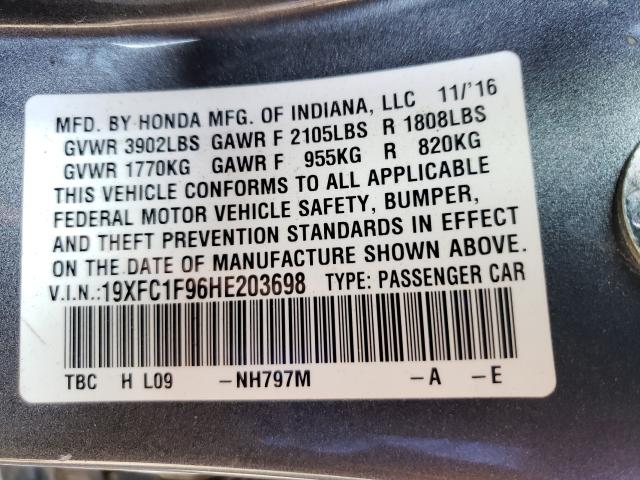 MFD. BY HONDA MFG. OF INDIANA, LLC 11/'16
GVWR 3902LBS GAWR F 2105LBS R 1808LBS
GVWR 1770KG GAWR F 955KG R 820KG
THIS VEHICLE CONFORMS TO ALL APPLICABLE
FEDERAL MOTOR VEHICLE SAFETY, BUMPER,
AND THEFT PREVENTION STANDARDS IN EFFECT
ON THE DATE OF MANUFACTURE SHOWN ABOVE.
V.I.N.:19XFC1F96HE203698 TYPE: PASSENGER CAR
TBC H L09 -NH797M -A -E